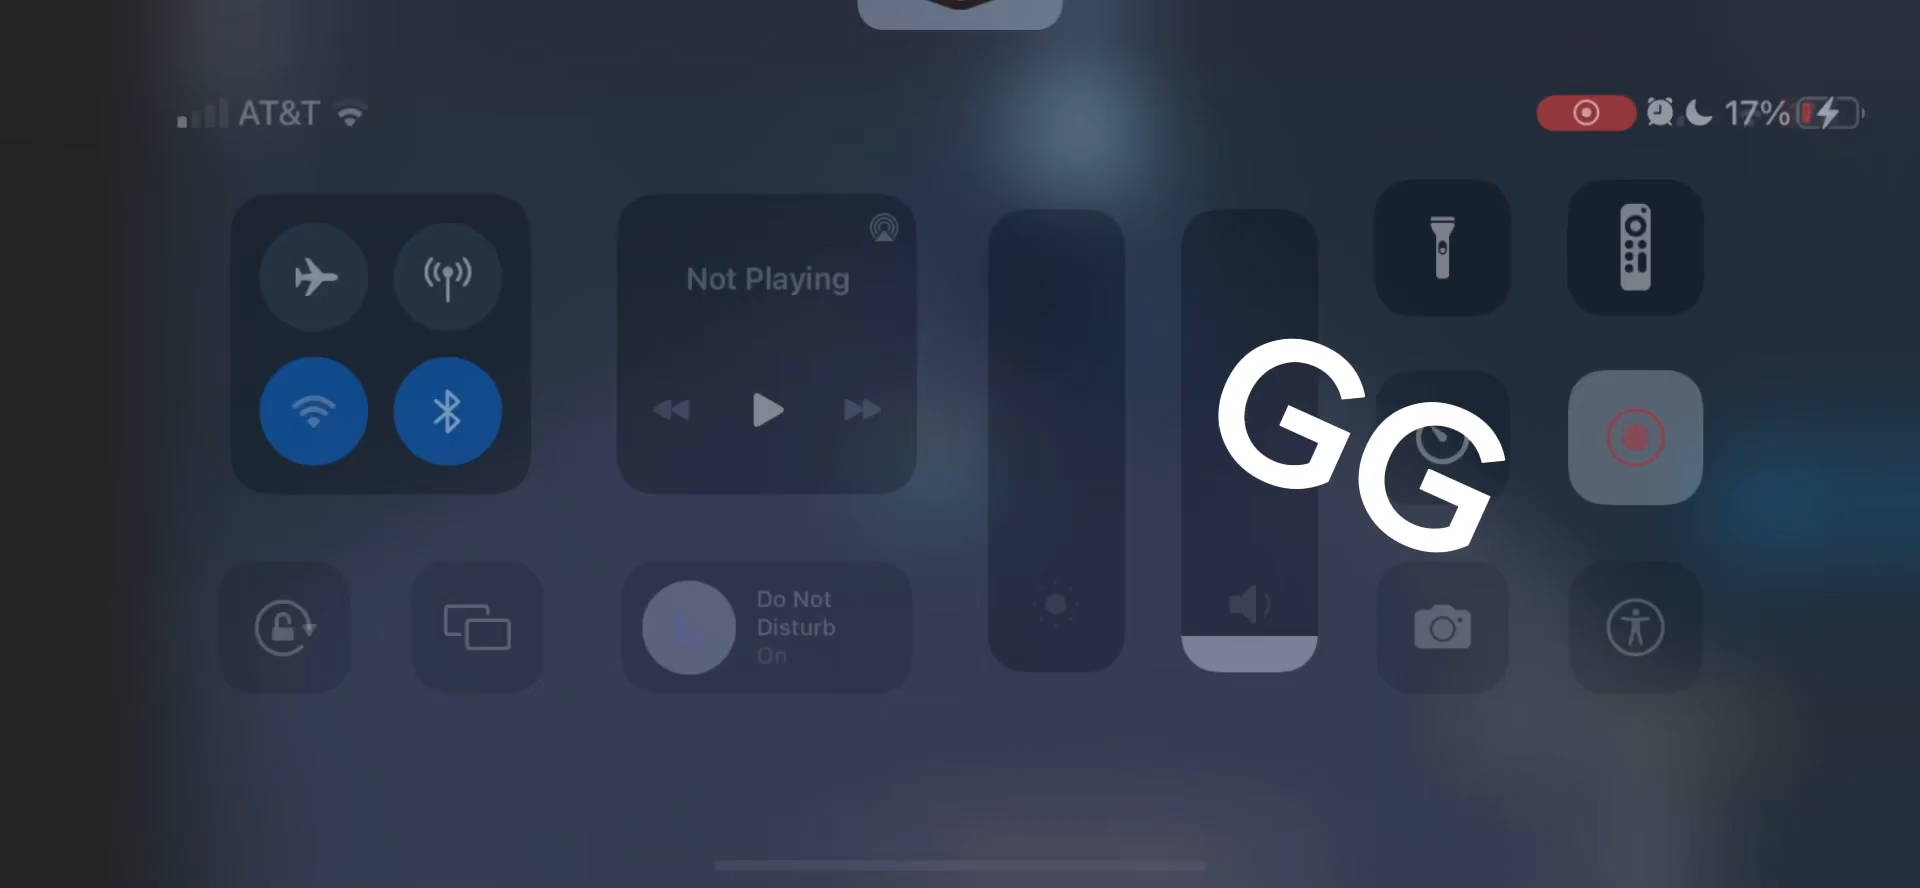 AT&T
17%
Not Playing
GG
Do Not
Disturb
On